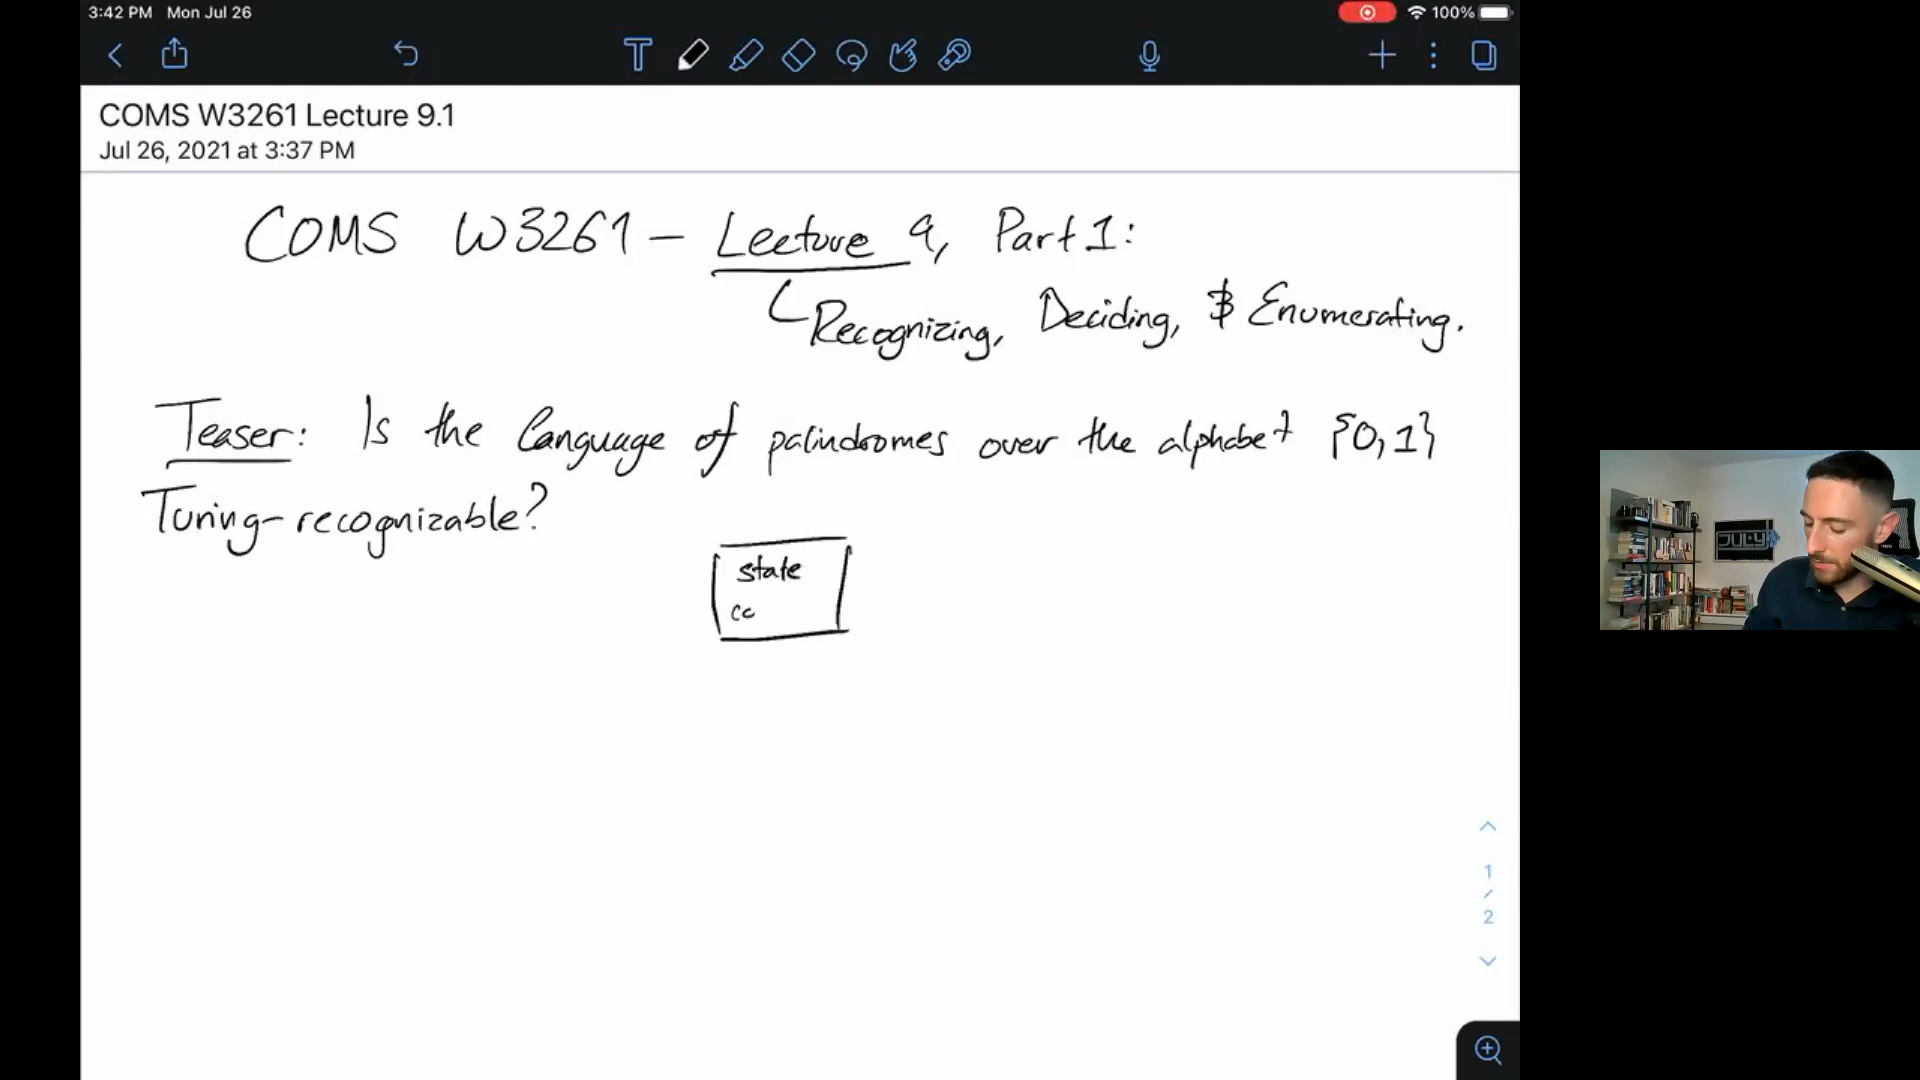 3:42 PM Mon Jul 26
100%
COMS W3261 Lecture 9.1
Jul 26, 2021 at 3:37 PM
COMS W3261 – Lecture 9, Part 1:
Recognizing, Deciding, & Enumerating.
Teaser: Is the language of palindromes over the alphabet {0,1}
Turing-recognizable?
state
co
1
/
2
JULY